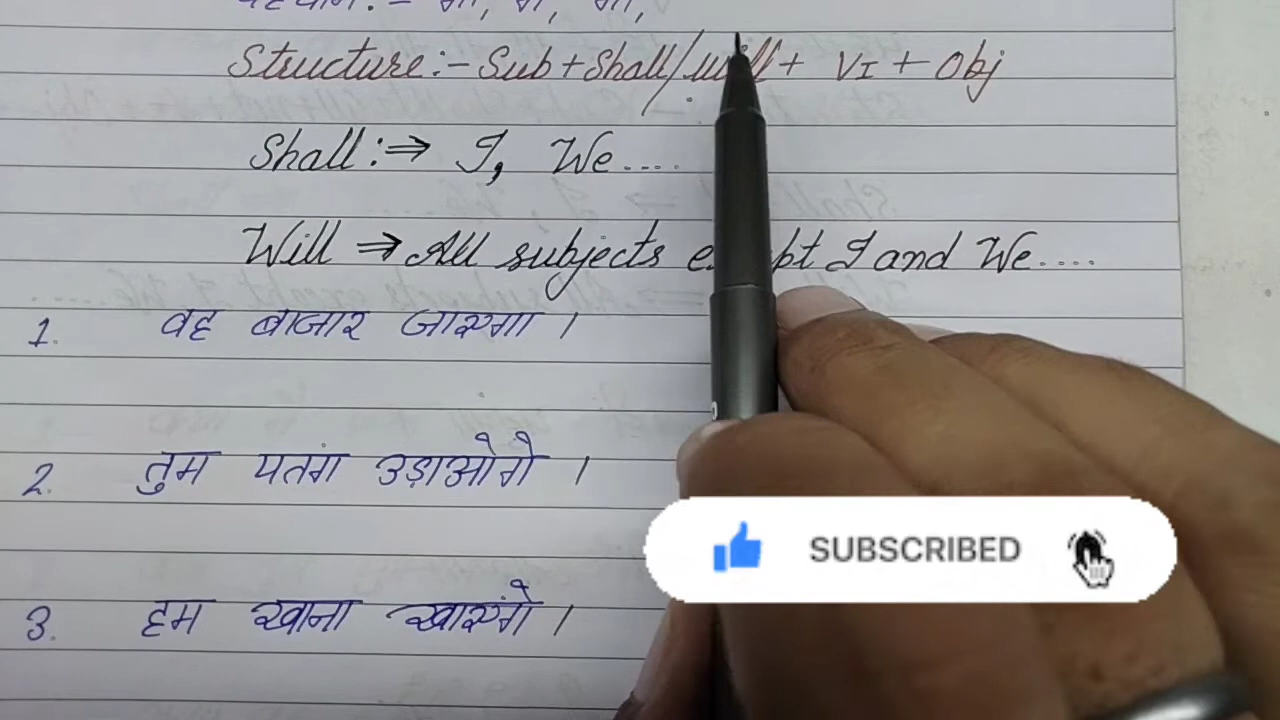 Structure:- Sub + Shall/will + VI + Obj
Shall :⇒ I, We....
Will ⇒ All subjects except I and We....
1. वह बाजार जाएगा ।
2. तुम पतंग उड़ाओगे ।
3. हम खाना खाएंगे ।
SUBSCRIBED